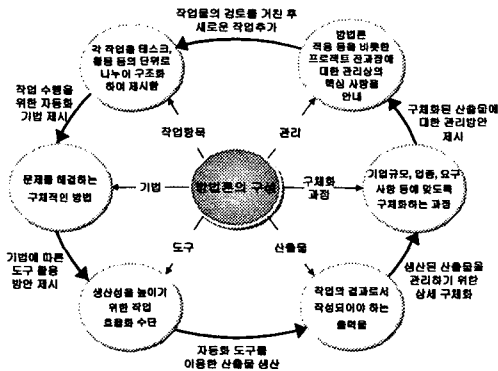 작업물의 검토를 거친 후
새로운 작업추가
각 작업을 테스크,
활동 등의 단위로
나누어 구조화
하여 제시함
방법론
적용 등을 비롯한
프로젝트 전과정에
대한 관리상의
핵심 사항을
안내
작업 수행을
위한 자동화
기법 제시
작업항목
관리
구체화된 산출물에
대한 관리방안
제시
문제를 해결하는
구체적인 방법
기법
방법론의 구성
구체화
과정
기업규모, 업종, 요구
사항 등에 맞도록
구체화하는 과정
기법에 따른
도구 활용
방안 제시
도구
산출물
생산된 산출물을
관리하기 위한
상세 구체화
생산성을 높이기
위한 작업
효율화 수단
작업의 결과로서
작성되어야 하는
출력물
자동화 도구를
이용한 산출물 생산